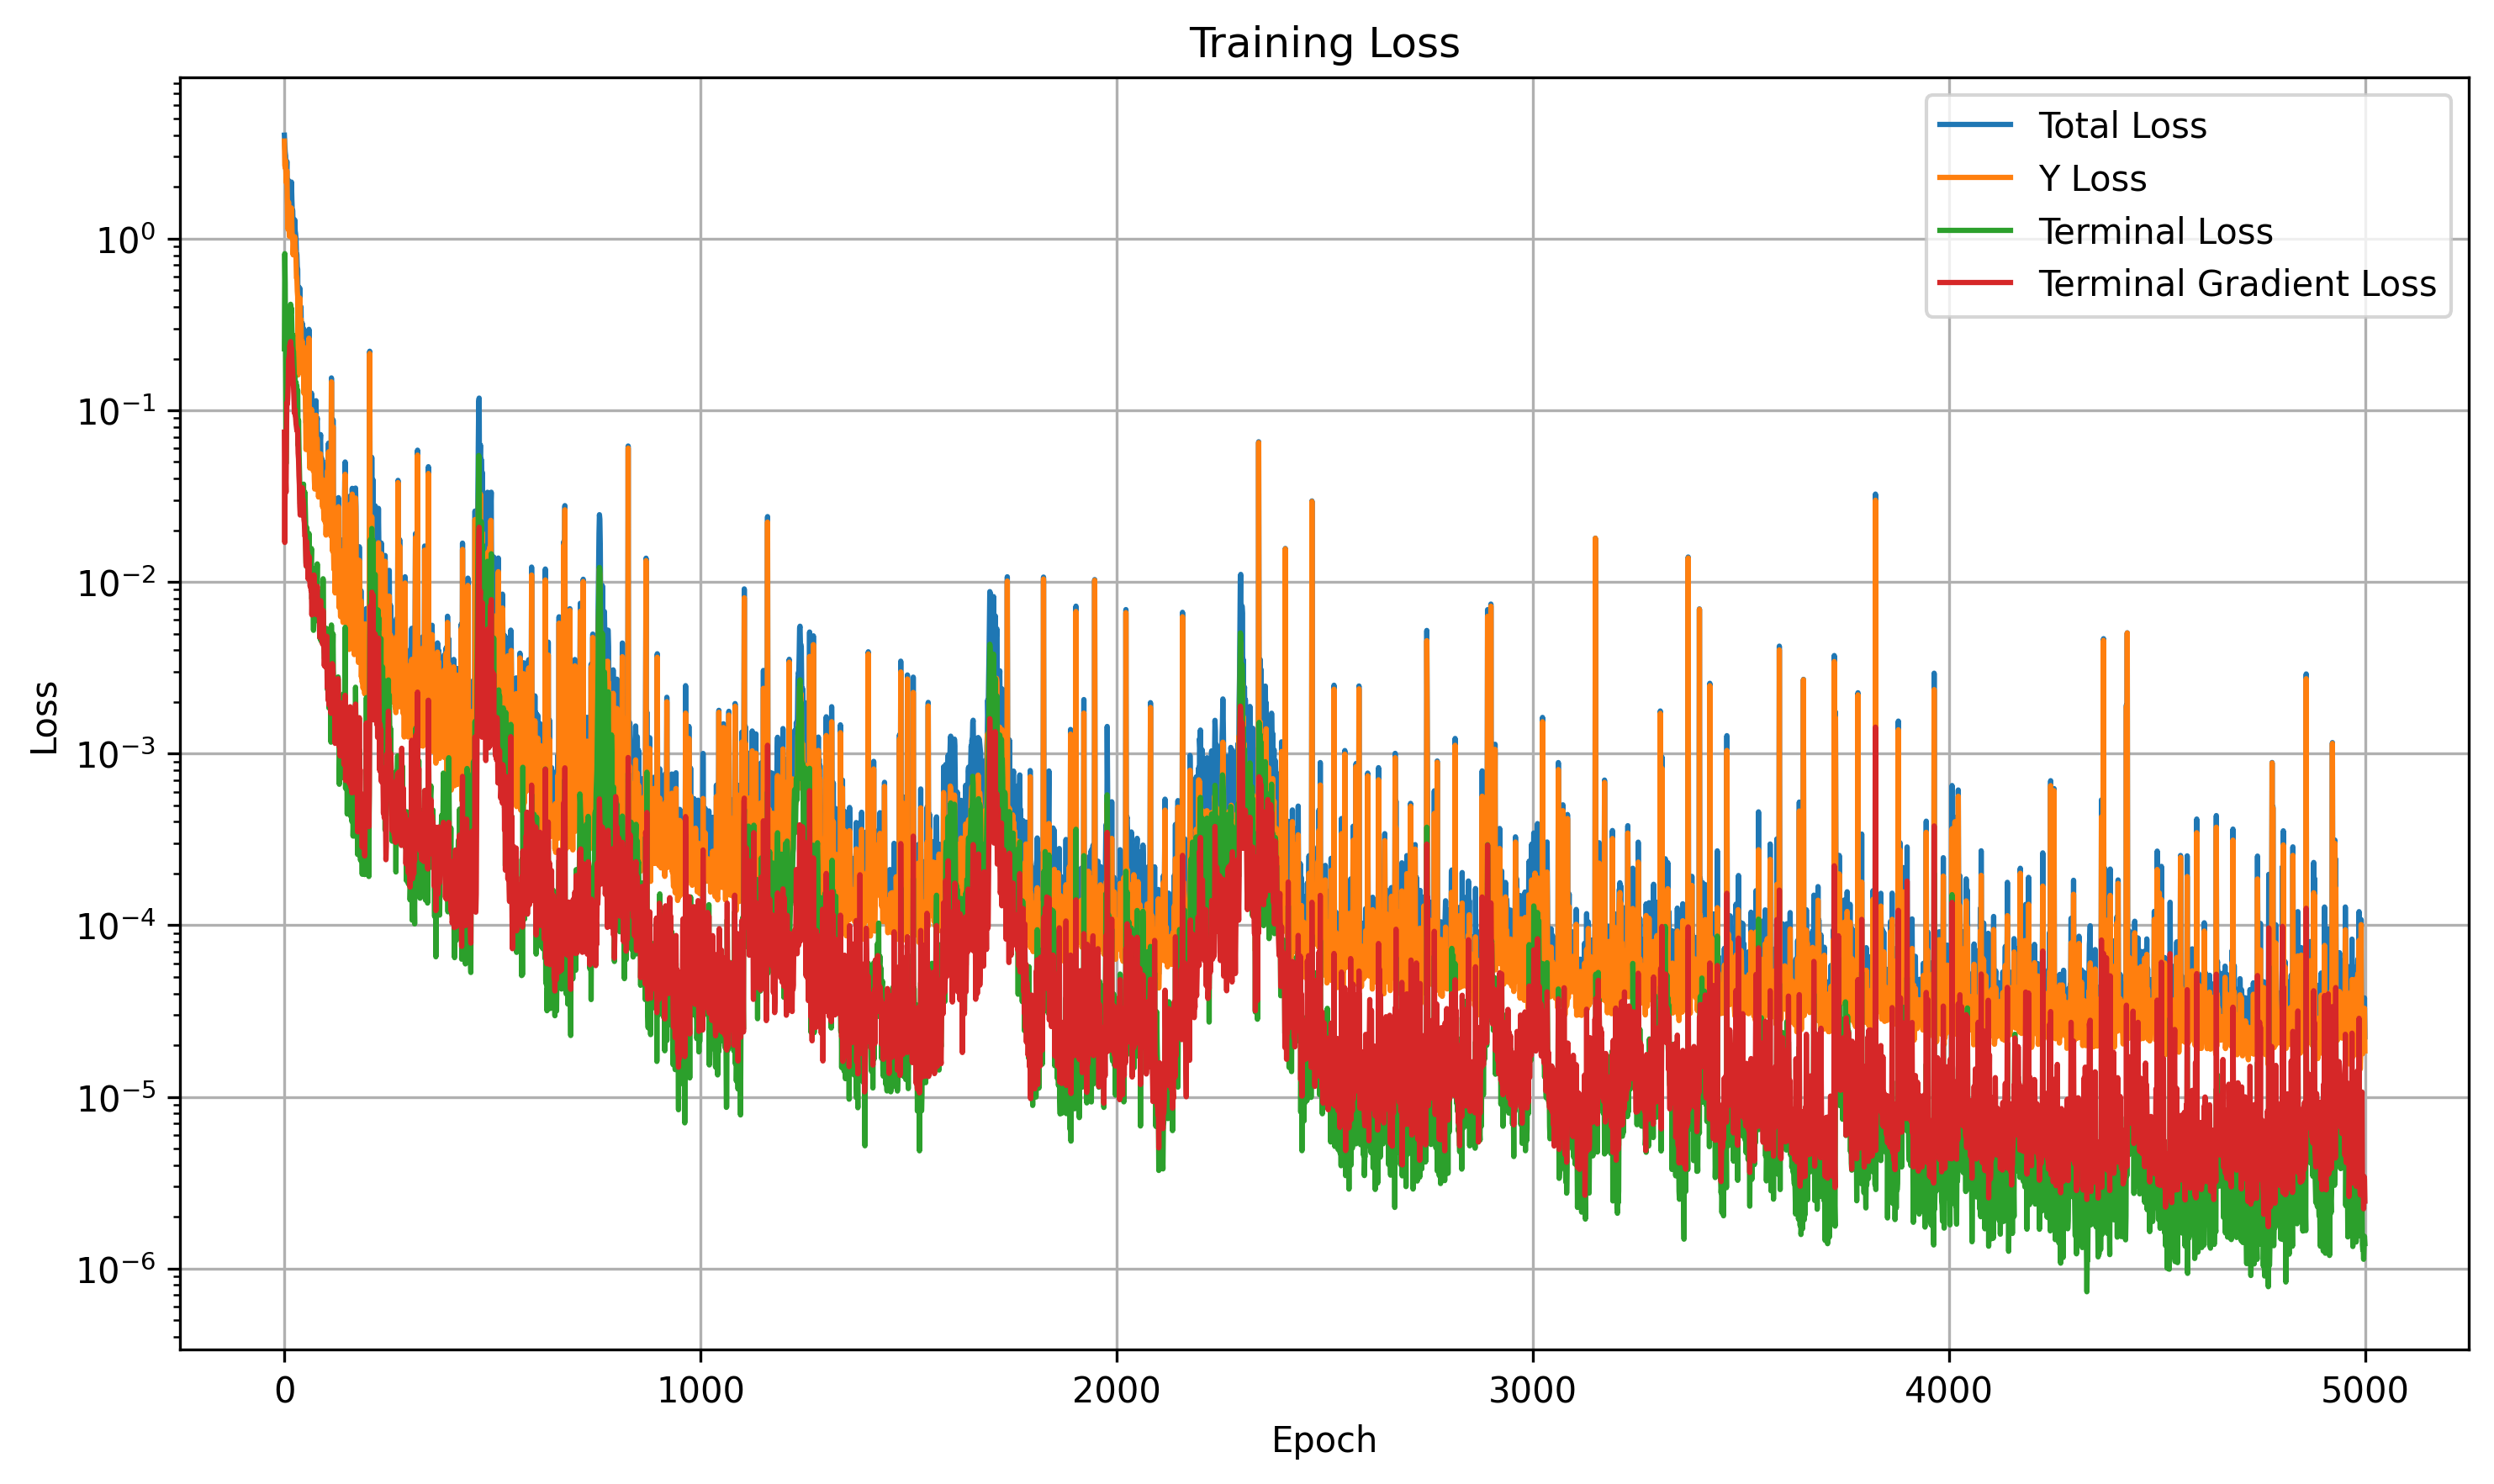 Training Loss
Total Loss
Y Loss
Terminal Loss
Terminal Gradient Loss
10⁰
10⁻¹
10⁻²
10⁻³
10⁻⁴
10⁻⁵
10⁻⁶
Loss
0 1000 2000 3000 4000 5000
Epoch